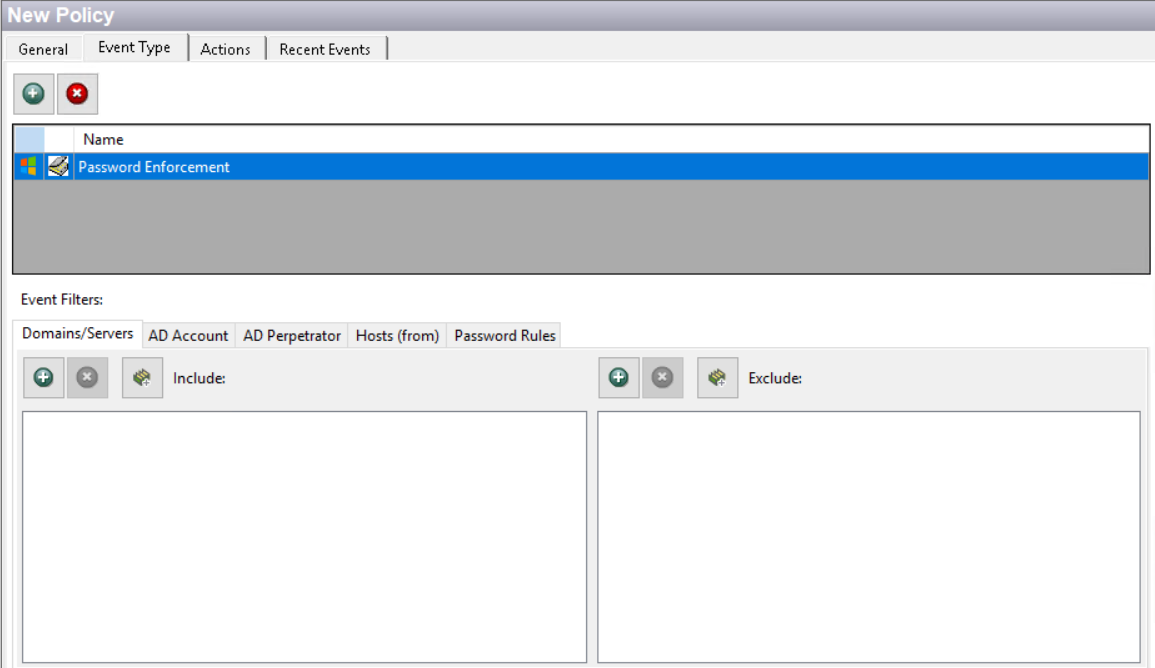 New Policy
General Event Type Actions Recent Events
Name
Password Enforcement
Event Filters:
Domains/Servers AD Account AD Perpetrator Hosts (from) Password Rules
Include: Exclude: